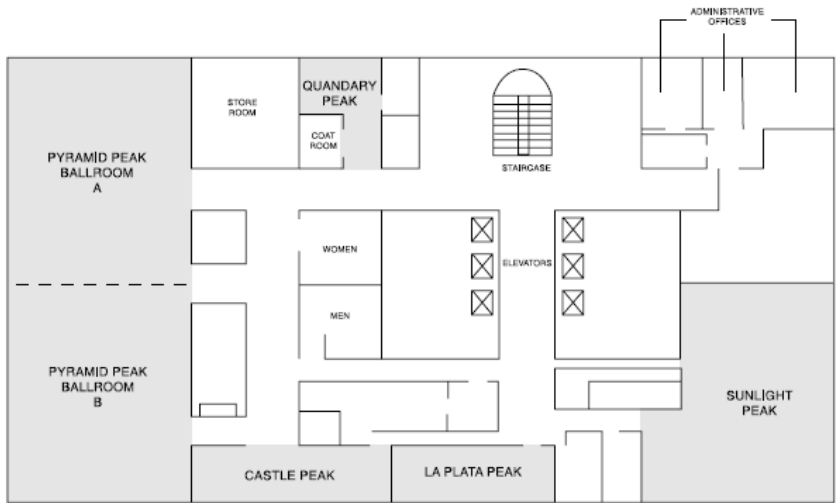 ADMINISTRATIVE
OFFICES
QUANDARY
PEAK
STORE
ROOM
COAT
ROOM
PYRAMID PEAK
BALLROOM
A
STAIRCASE
WOMEN
ELEVATORS
MEN
PYRAMID PEAK
BALLROOM
B
SUNLIGHT
PEAK
CASTLE PEAK
LA PLATA PEAK